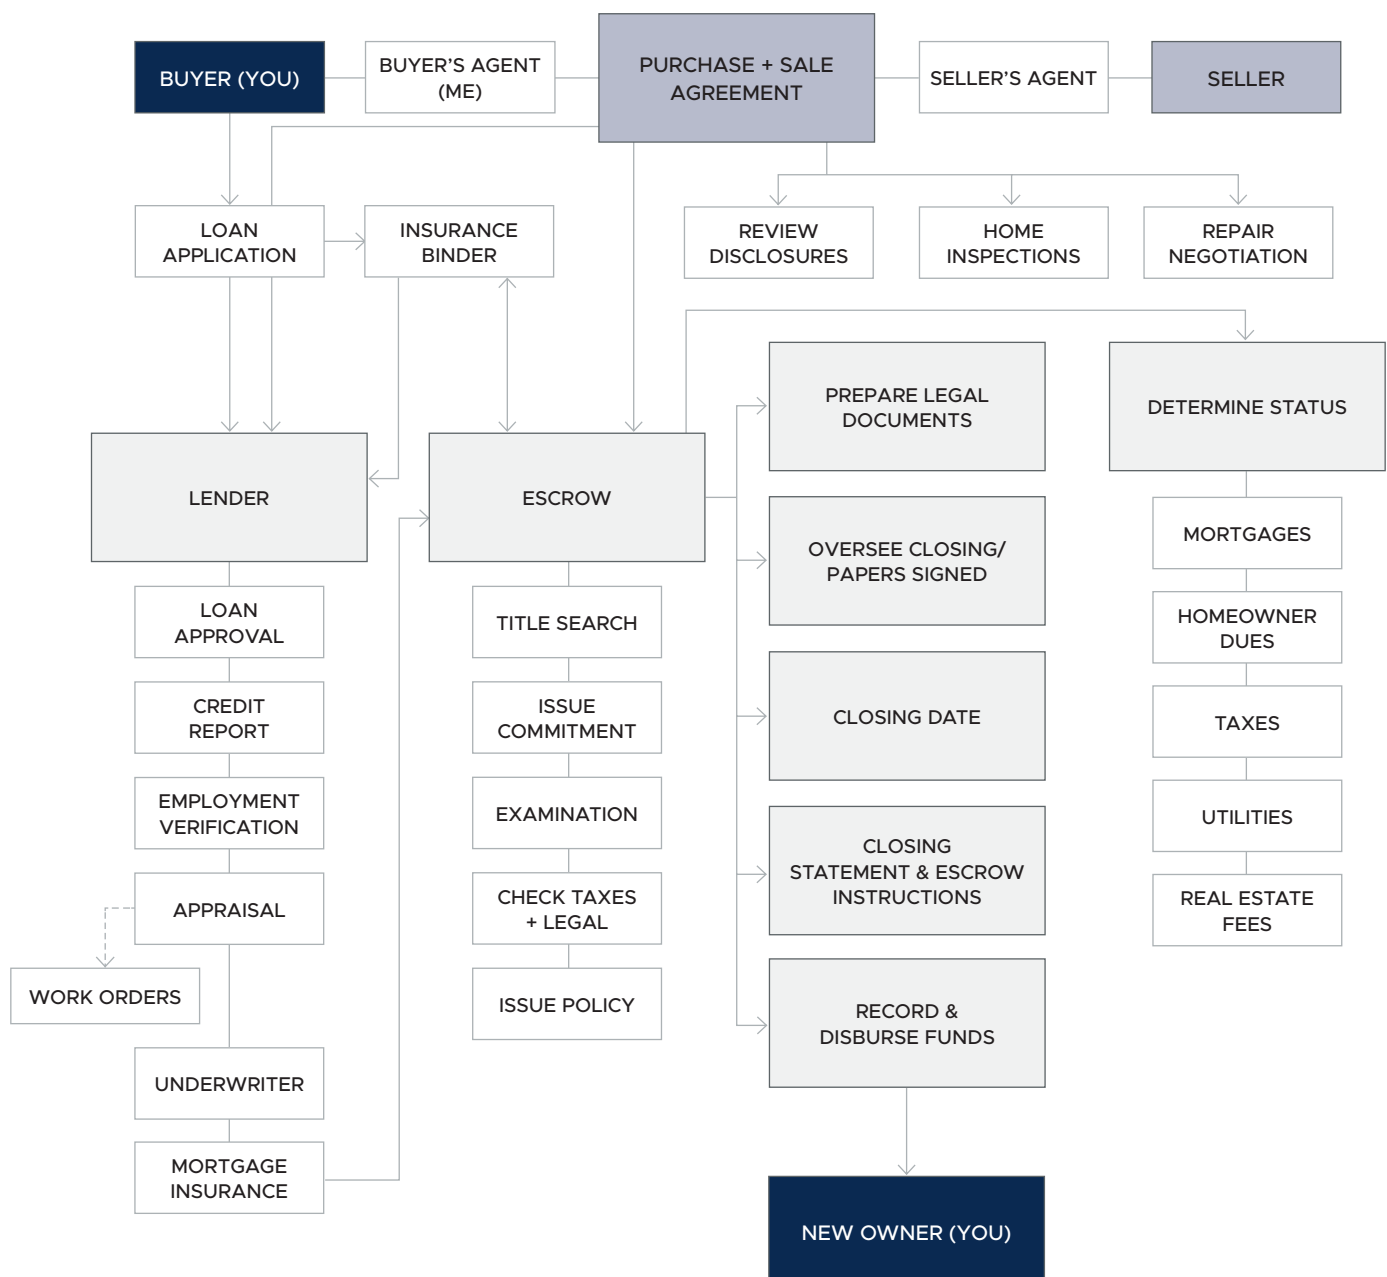 BUYER (YOU)
BUYER’S AGENT
(ME)
PURCHASE + SALE
AGREEMENT
SELLER’S AGENT
SELLER
LOAN
APPLICATION
INSURANCE
BINDER
REVIEW
DISCLOSURES
HOME
INSPECTIONS
REPAIR
NEGOTIATION
LENDER
ESCROW
PREPARE LEGAL
DOCUMENTS
DETERMINE STATUS
OVERSEE CLOSING/
PAPERS SIGNED
CLOSING DATE
CLOSING
STATEMENT & ESCROW
INSTRUCTIONS
RECORD &
DISBURSE FUNDS
MORTGAGES
HOMEOWNER
DUES
TAXES
UTILITIES
REAL ESTATE
FEES
LOAN
APPROVAL
CREDIT
REPORT
EMPLOYMENT
VERIFICATION
APPRAISAL
WORK ORDERS
UNDERWRITER
MORTGAGE
INSURANCE
TITLE SEARCH
ISSUE
COMMITMENT
EXAMINATION
CHECK TAXES
+ LEGAL
ISSUE POLICY
NEW OWNER (YOU)